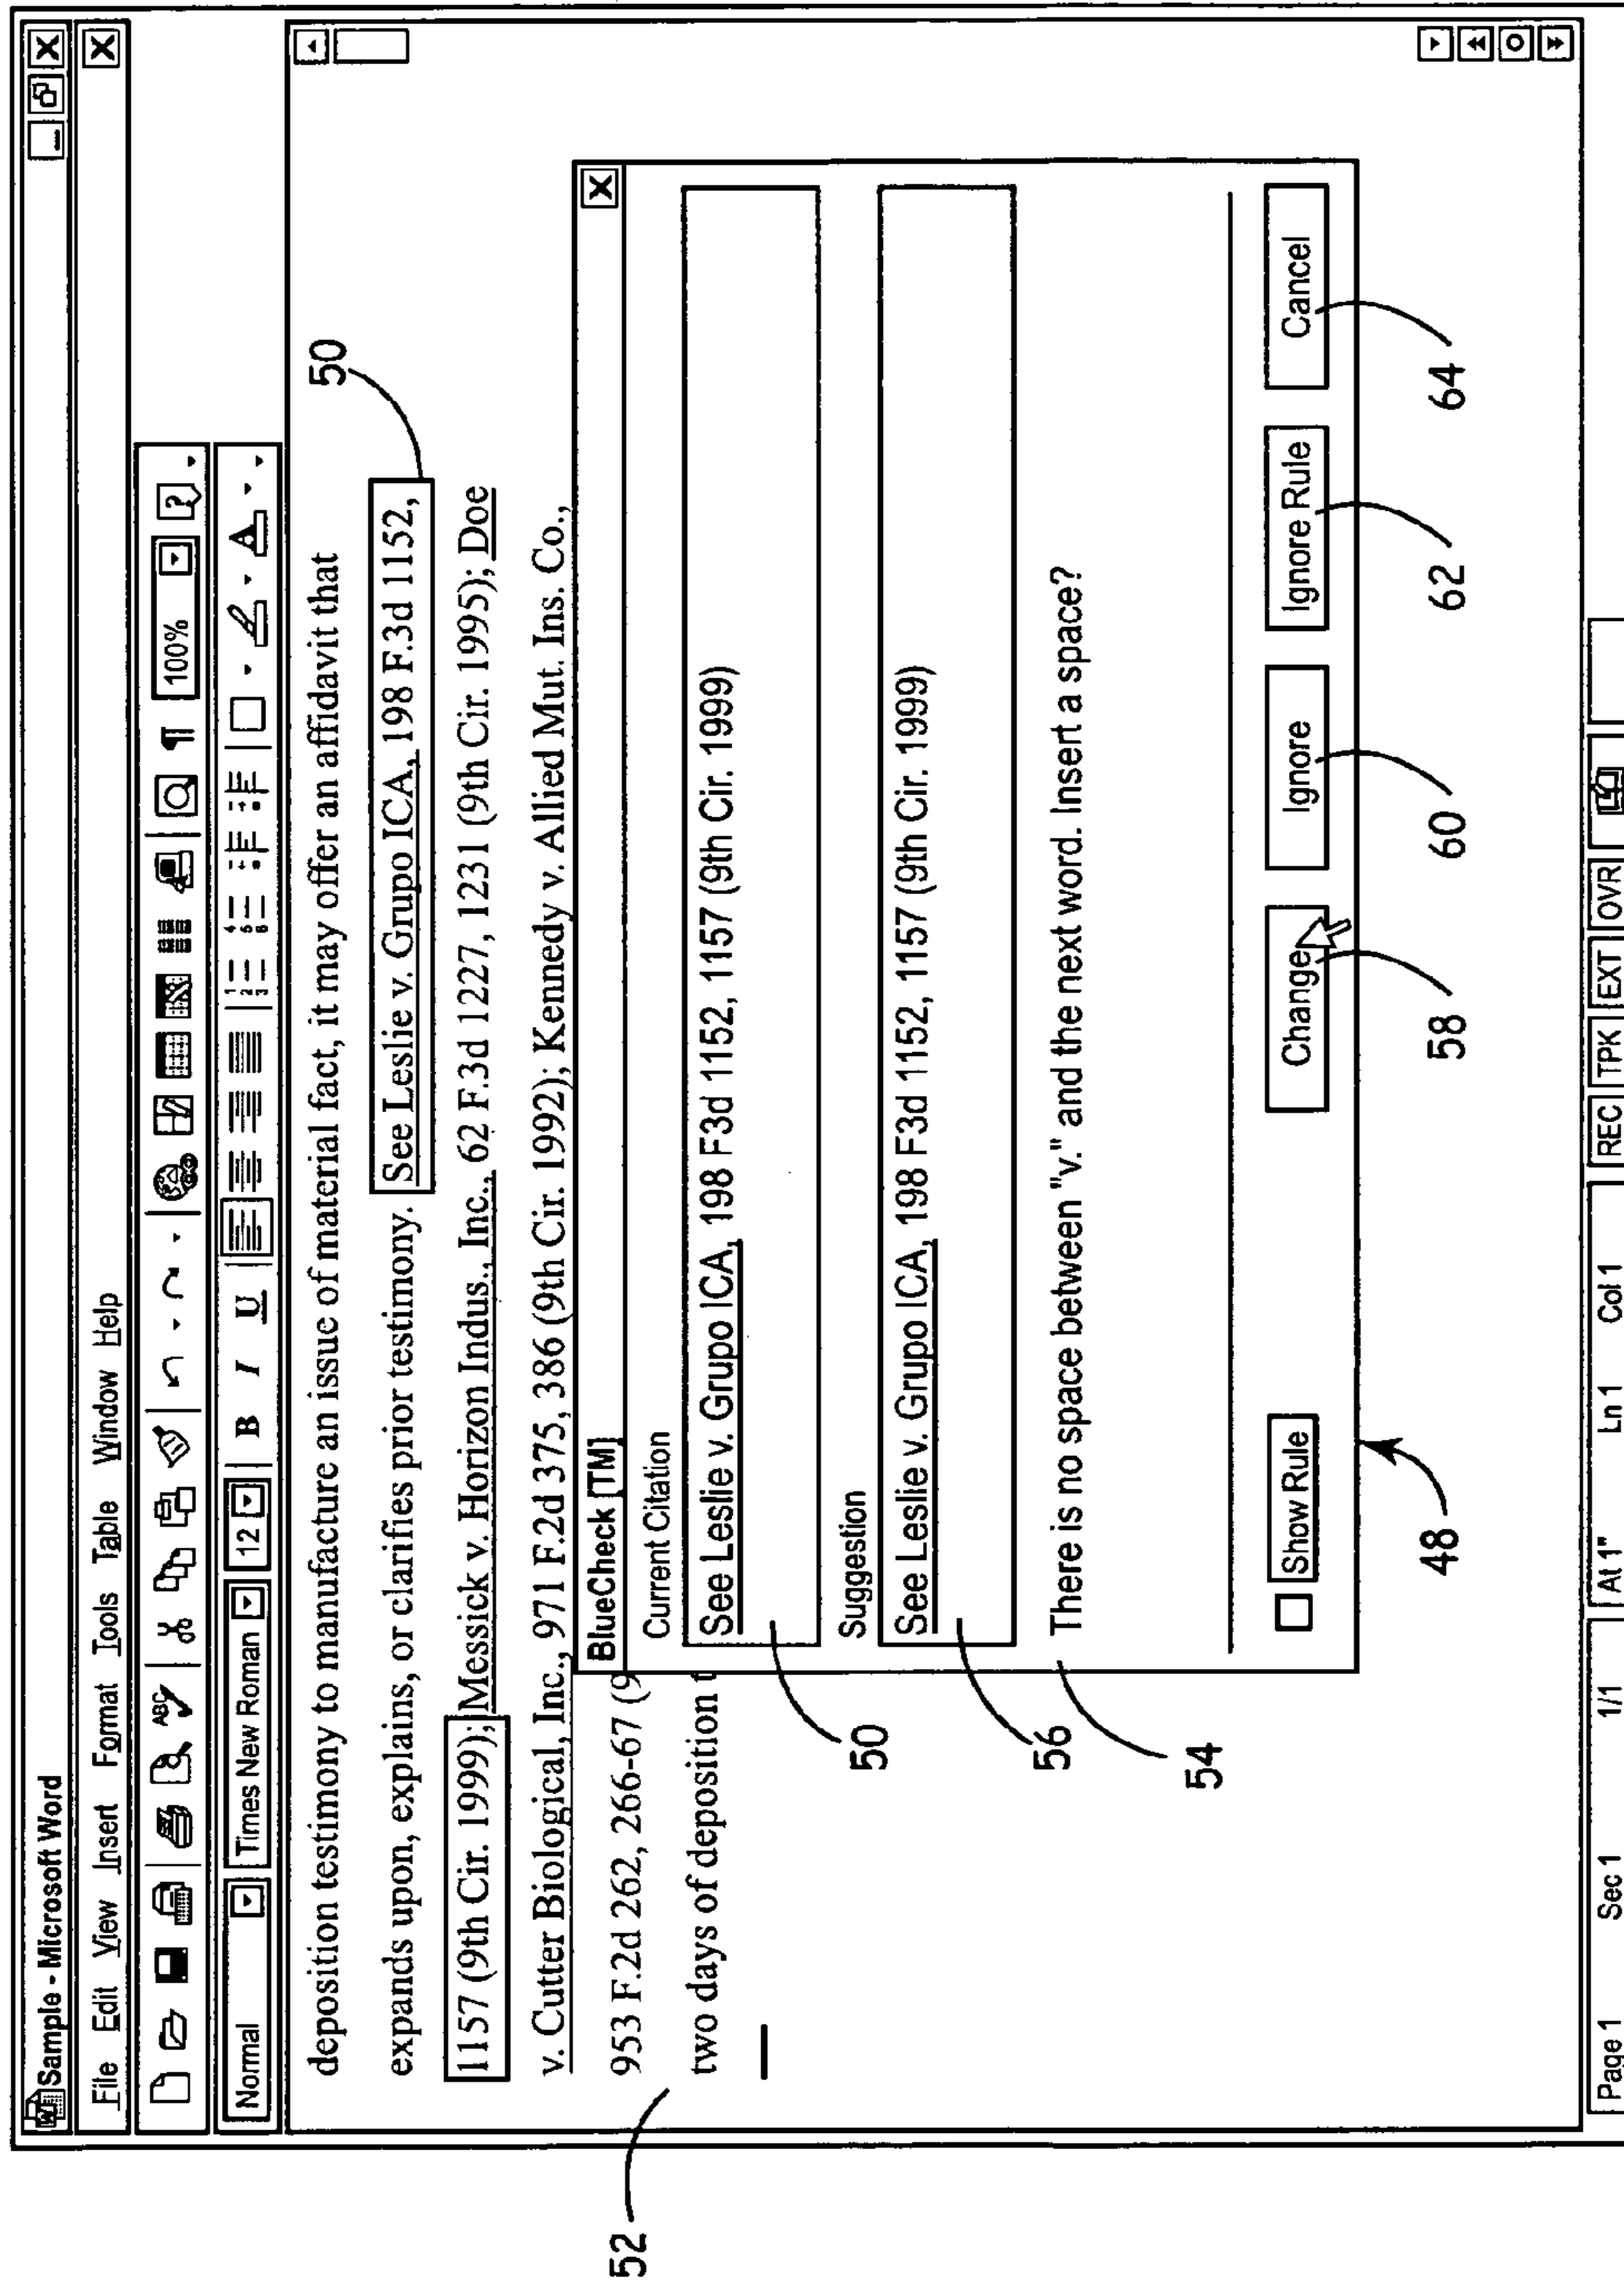 Sample - Microsoft Word
File Edit View Insert Format Tools Table Window Help
ABC 100% ?
Normal Times New Roman 12 B I U A
deposition testimony to manufacture an issue of material fact, it may offer an affidavit that
50
expands upon, explains, or clarifies prior testimony. See Leslie v. Grupo ICA, 198 F.3d 1152,
1157 (9th Cir. 1999); Messick v. Horizon Indus., Inc., 62 F.3d 1227, 1231 (9th Cir. 1995); Doe
v. Cutter Biological, Inc., 971 F.2d 375, 386 (9th Cir. 1992); Kennedy v. Allied Mut. Ins. Co.,
953 F.2d 262, 266-67 (9
two days of deposition t
52
BlueCheck [TM]
Current Citation
See Leslie v. Grupo ICA, 198 F3d 1152, 1157 (9th Cir. 1999)
50
Suggestion
See Leslie v. Grupo ICA, 198 F3d 1152, 1157 (9th Cir. 1999)
56
There is no space between "v." and the next word. Insert a space?
54
Show Rule Change Ignore Ignore Rule Cancel
48 58 60 62 64
Page 1 Sec 1 1/1 At 1" Ln 1 Col 1 REC TPK EXT OVR